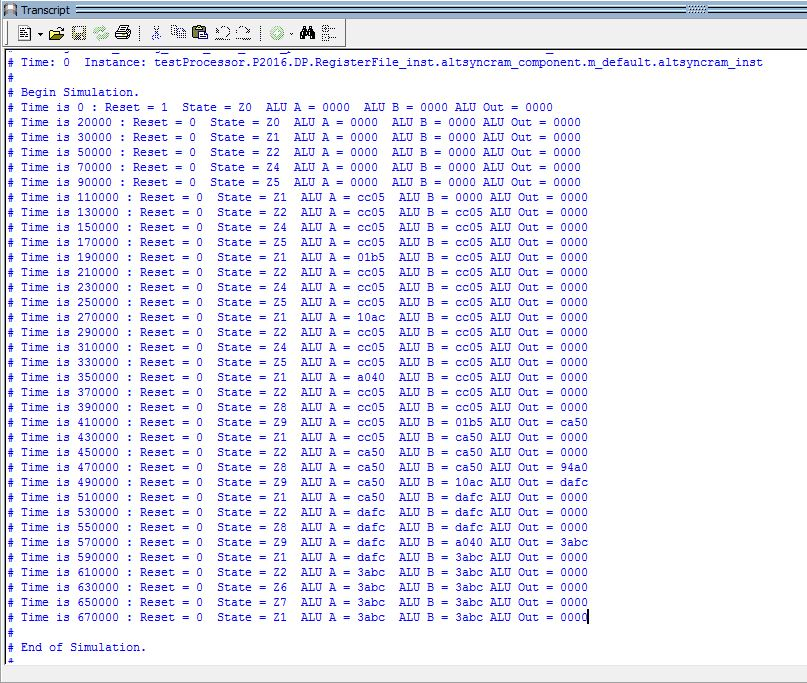 Transcript
# Time: 0 Instance: testProcessor.P2016.DP.RegisterFile_inst.altsyncram_component.m_default.altsyncram_inst
#
# Begin Simulation.
# Time is 0 : Reset = 1 State = Z0 ALU A = 0000 ALU B = 0000 ALU Out = 0000
# Time is 20000 : Reset = 0 State = Z0 ALU A = 0000 ALU B = 0000 ALU Out = 0000
# Time is 30000 : Reset = 0 State = Z1 ALU A = 0000 ALU B = 0000 ALU Out = 0000
# Time is 50000 : Reset = 0 State = Z2 ALU A = 0000 ALU B = 0000 ALU Out = 0000
# Time is 70000 : Reset = 0 State = Z4 ALU A = 0000 ALU B = 0000 ALU Out = 0000
# Time is 90000 : Reset = 0 State = Z5 ALU A = 0000 ALU B = 0000 ALU Out = 0000
# Time is 110000 : Reset = 0 State = Z1 ALU A = cc05 ALU B = 0000 ALU Out = 0000
# Time is 130000 : Reset = 0 State = Z2 ALU A = cc05 ALU B = cc05 ALU Out = 0000
# Time is 150000 : Reset = 0 State = Z4 ALU A = cc05 ALU B = cc05 ALU Out = 0000
# Time is 170000 : Reset = 0 State = Z5 ALU A = cc05 ALU B = cc05 ALU Out = 0000
# Time is 190000 : Reset = 0 State = Z1 ALU A = 01b5 ALU B = cc05 ALU Out = 0000
# Time is 210000 : Reset = 0 State = Z2 ALU A = cc05 ALU B = cc05 ALU Out = 0000
# Time is 230000 : Reset = 0 State = Z4 ALU A = cc05 ALU B = cc05 ALU Out = 0000
# Time is 250000 : Reset = 0 State = Z5 ALU A = cc05 ALU B = cc05 ALU Out = 0000
# Time is 270000 : Reset = 0 State = Z1 ALU A = 10ac ALU B = cc05 ALU Out = 0000
# Time is 290000 : Reset = 0 State = Z2 ALU A = cc05 ALU B = cc05 ALU Out = 0000
# Time is 310000 : Reset = 0 State = Z4 ALU A = cc05 ALU B = cc05 ALU Out = 0000
# Time is 330000 : Reset = 0 State = Z5 ALU A = cc05 ALU B = cc05 ALU Out = 0000
# Time is 350000 : Reset = 0 State = Z1 ALU A = a040 ALU B = cc05 ALU Out = 0000
# Time is 370000 : Reset = 0 State = Z2 ALU A = cc05 ALU B = cc05 ALU Out = 0000
# Time is 390000 : Reset = 0 State = Z8 ALU A = cc05 ALU B = cc05 ALU Out = 0000
# Time is 410000 : Reset = 0 State = Z9 ALU A = cc05 ALU B = 01b5 ALU Out = ca50
# Time is 430000 : Reset = 0 State = Z1 ALU A = cc05 ALU B = ca50 ALU Out = 0000
# Time is 450000 : Reset = 0 State = Z2 ALU A = ca50 ALU B = ca50 ALU Out = 0000
# Time is 470000 : Reset = 0 State = Z8 ALU A = ca50 ALU B = ca50 ALU Out = 94a0
# Time is 490000 : Reset = 0 State = Z9 ALU A = ca50 ALU B = 10ac ALU Out = dafc
# Time is 510000 : Reset = 0 State = Z1 ALU A = ca50 ALU B = dafc ALU Out = 0000
# Time is 530000 : Reset = 0 State = Z2 ALU A = dafc ALU B = dafc ALU Out = 0000
# Time is 550000 : Reset = 0 State = Z8 ALU A = dafc ALU B = dafc ALU Out = 0000
# Time is 570000 : Reset = 0 State = Z9 ALU A = dafc ALU B = a040 ALU Out = 3abc
# Time is 590000 : Reset = 0 State = Z1 ALU A = dafc ALU B = 3abc ALU Out = 0000
# Time is 610000 : Reset = 0 State = Z2 ALU A = 3abc ALU B = 3abc ALU Out = 0000
# Time is 630000 : Reset = 0 State = Z6 ALU A = 3abc ALU B = 3abc ALU Out = 0000
# Time is 650000 : Reset = 0 State = Z7 ALU A = 3abc ALU B = 3abc ALU Out = 0000
# Time is 670000 : Reset = 0 State = Z1 ALU A = 3abc ALU B = 3abc ALU Out = 0000
#
# End of Simulation.
#